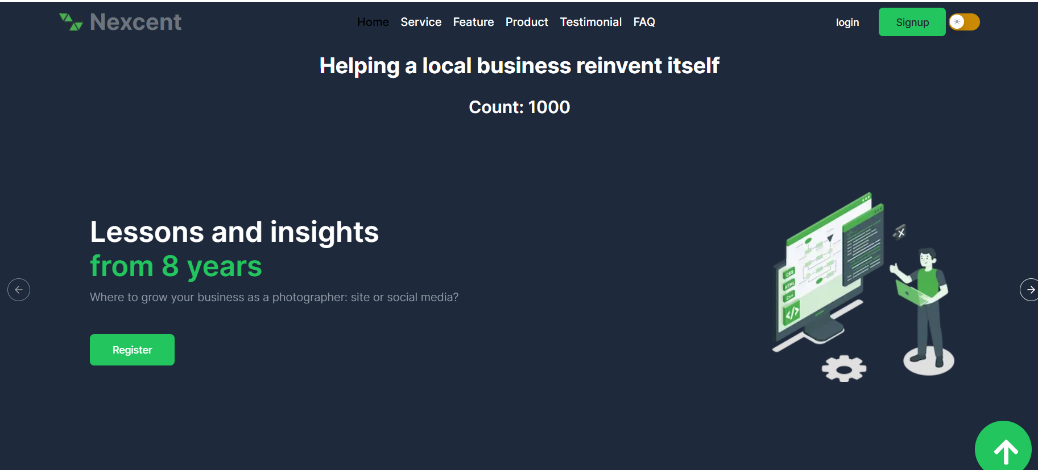 Nexcent
Home Service Feature Product Testimonial FAQ
login Signup
Helping a local business reinvent itself
Count: 1000
Lessons and insights
from 8 years
Where to grow your business as a photographer: site or social media?
Register